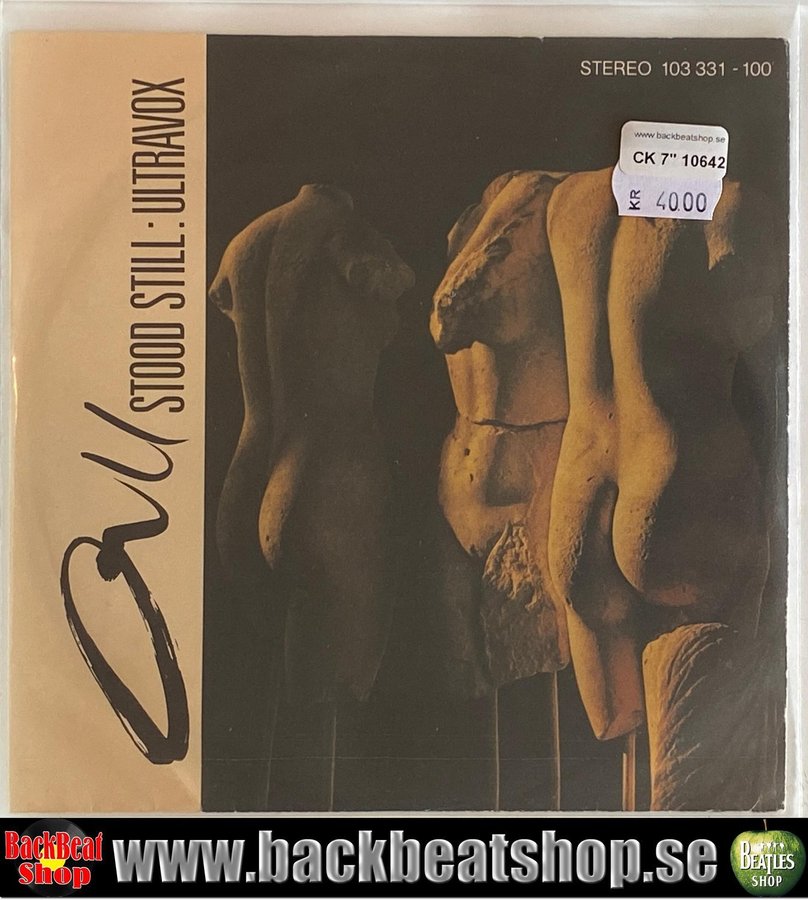 All
STOOD STILL: ULTRAVOX
STEREO 103 331 - 100
www.backbeatshop.se
CK 7" 10642
KR 40.00
BackBeat
Shop
www.backbeatshop.se
BEATLES
SHOP